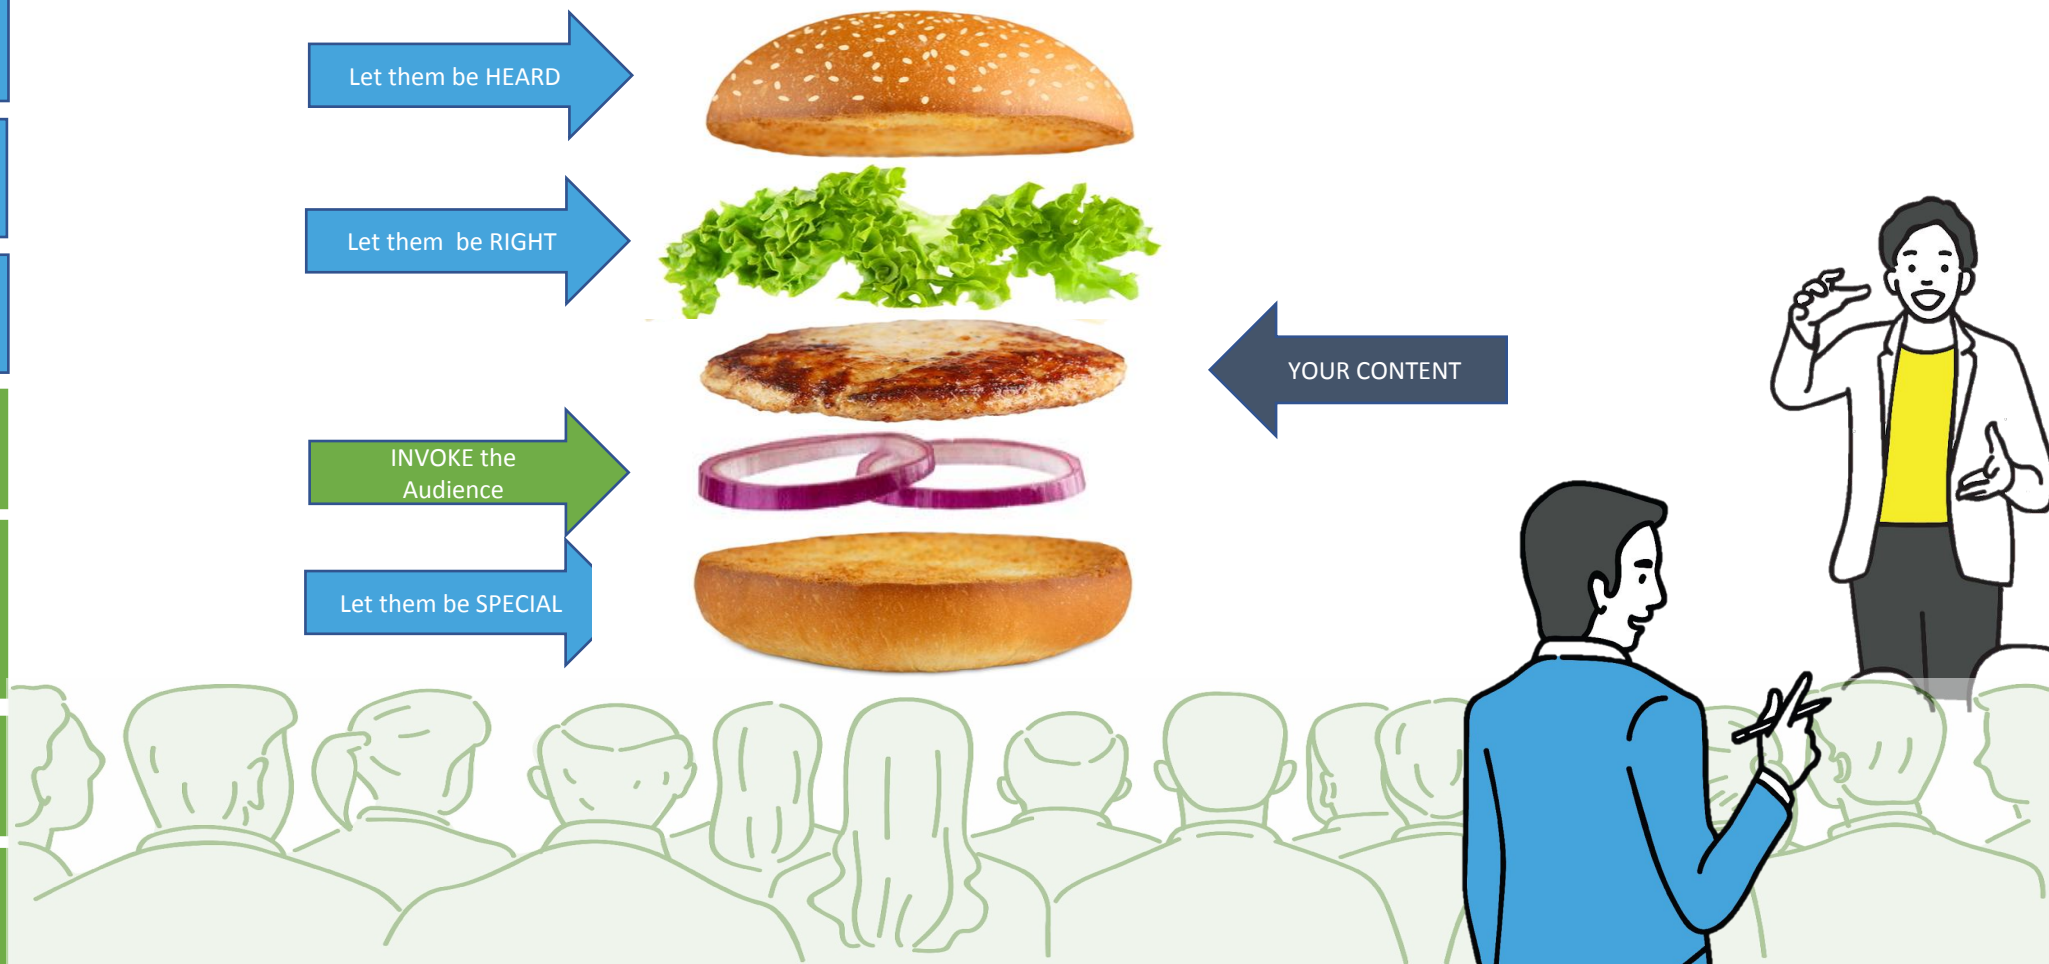 Let them be HEARD
Let them  be RIGHT
YOUR CONTENT
INVOKE the
Audience
Let them be SPECIAL